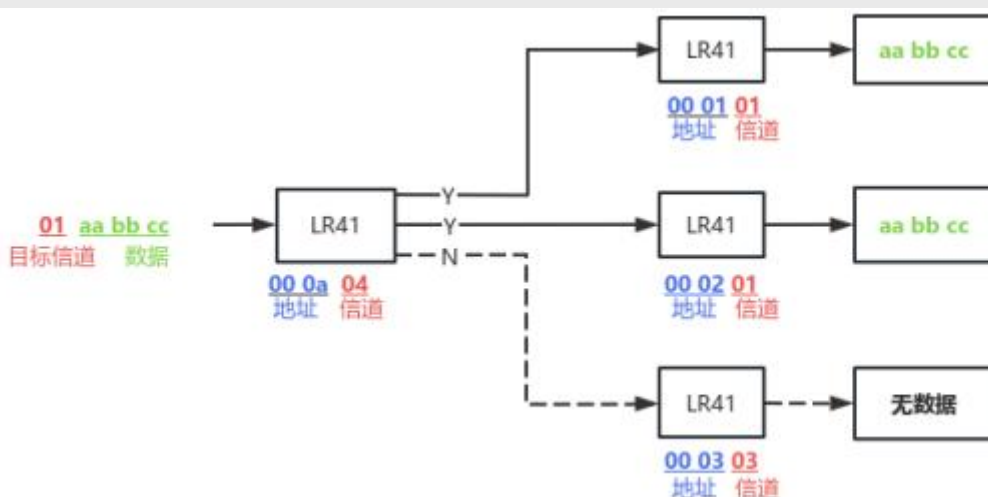 LR41
aa bb cc
00 01 01
地址 信道
Y
01 aa bb cc
目标信道 数据
LR41
Y
LR41
aa bb cc
N
00 0a 04
地址 信道
00 02 01
地址 信道
LR41
无数据
00 03 03
地址 信道